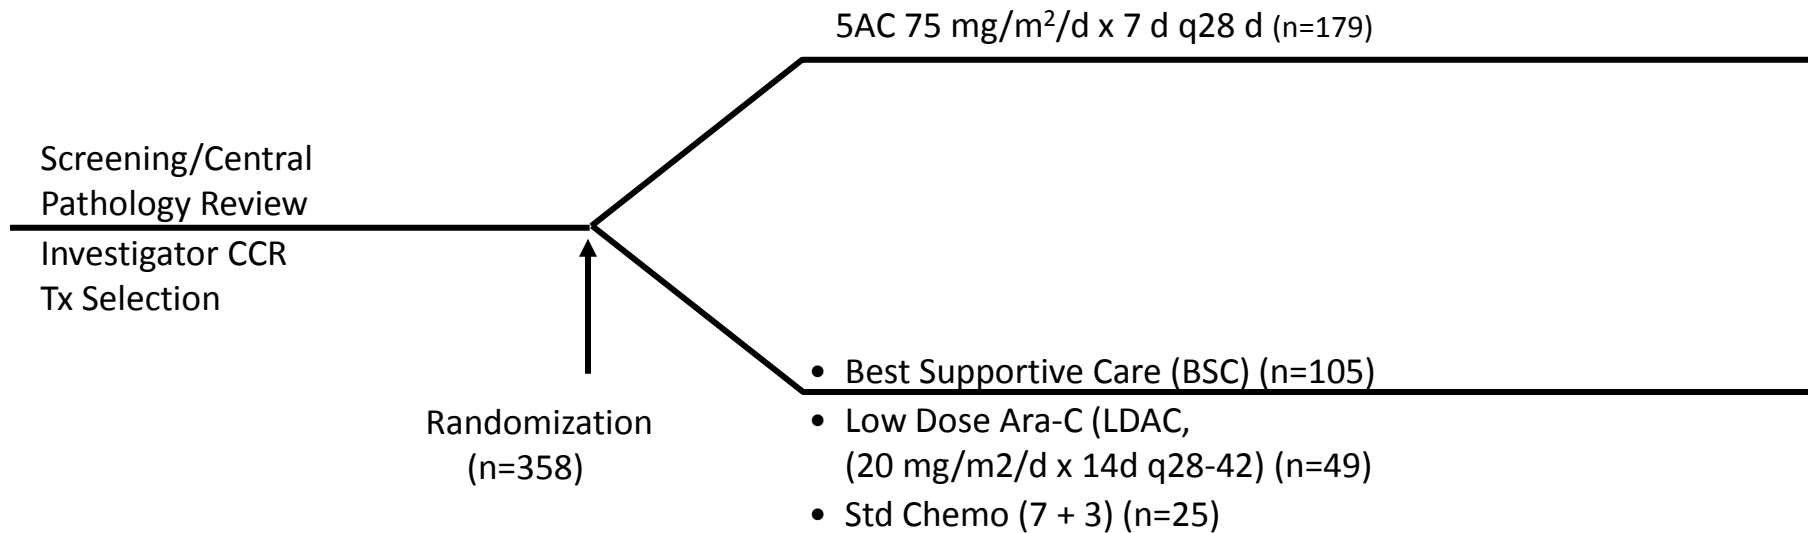 5AC 75 mg/m²/d x 7 d q28 d (n=179)
Screening/Central
Pathology Review
Investigator CCR
Tx Selection
Randomization
(n=358)
• Best Supportive Care (BSC) (n=105)
• Low Dose Ara-C (LDAC,
(20 mg/m2/d x 14d q28-42) (n=49)
• Std Chemo (7 + 3) (n=25)